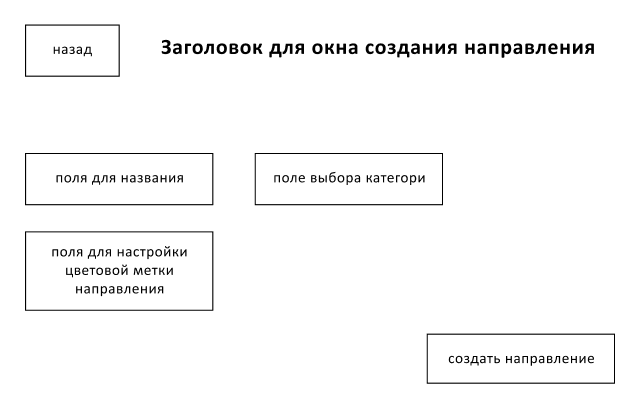 назад
Заголовок для окна создания направления
поля для названия
поле выбора категори
поля для настройки
цветовой метки
направления
создать направление